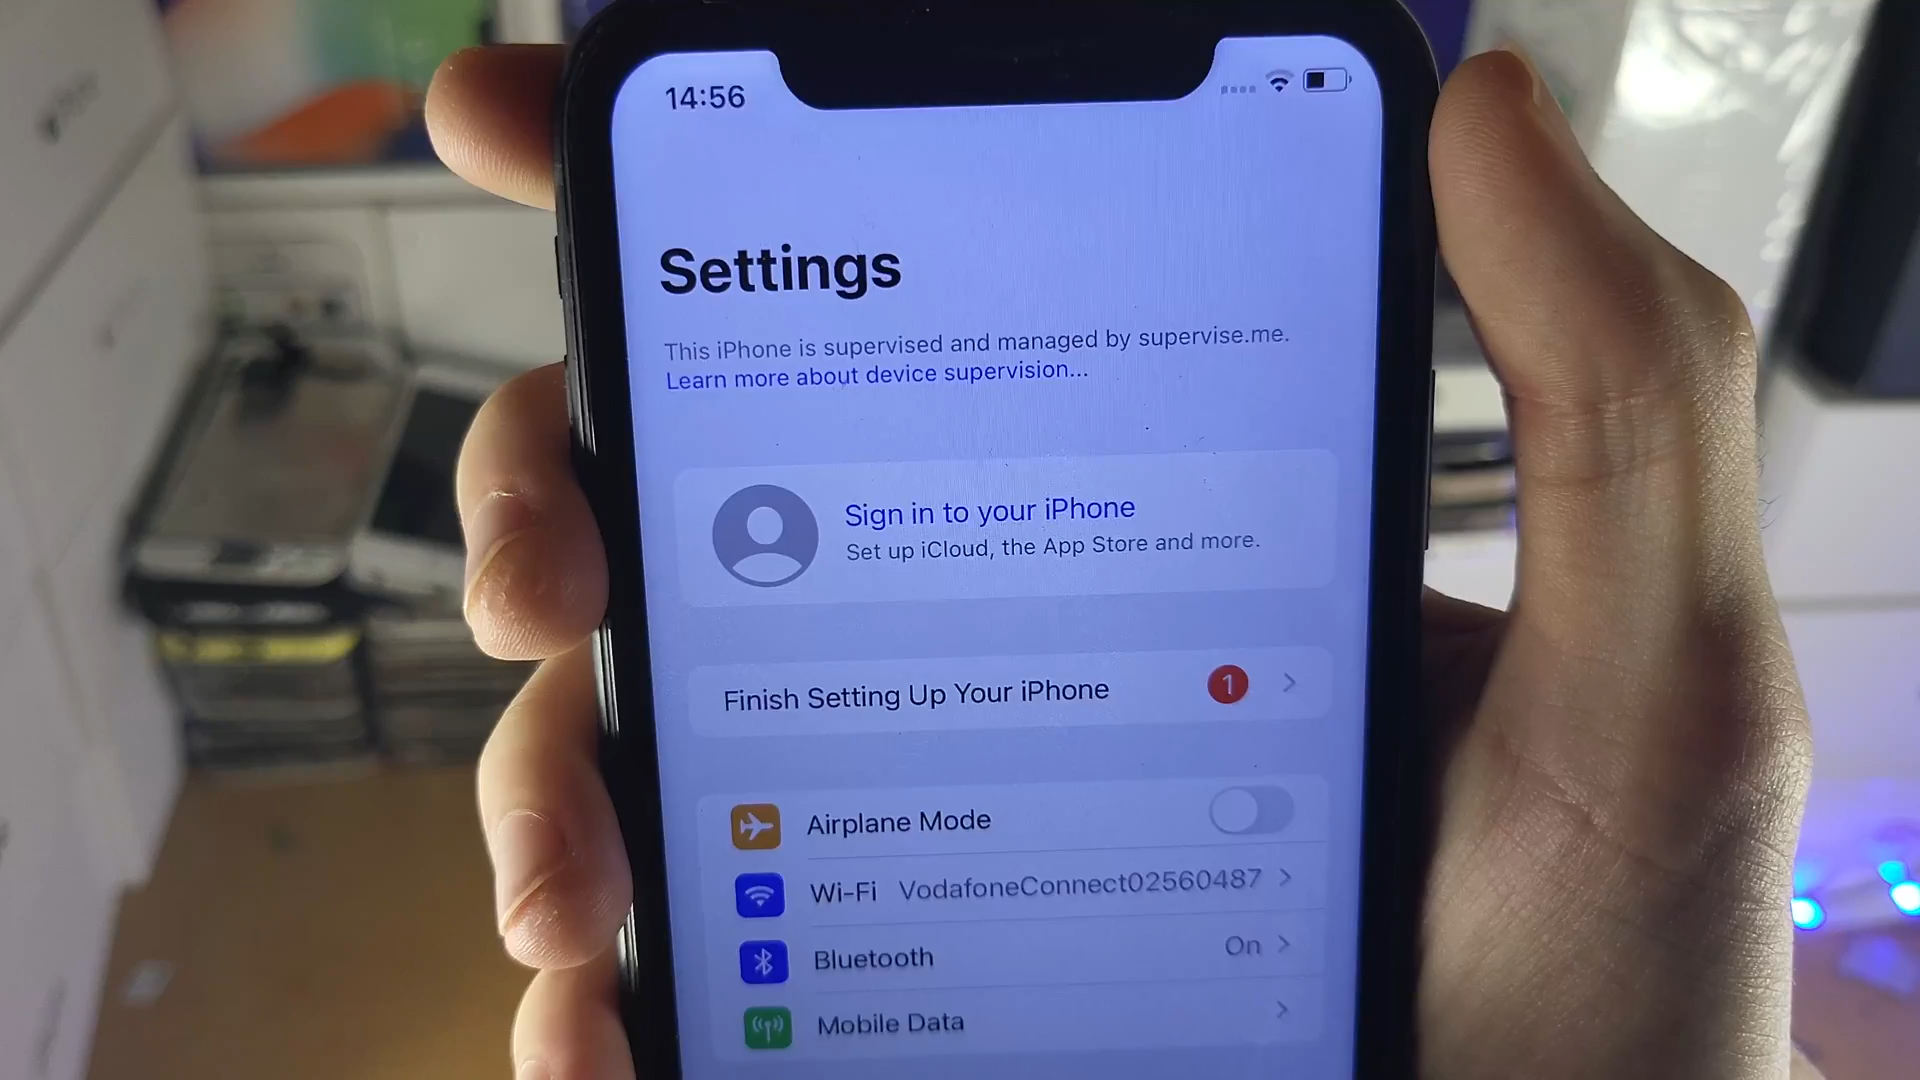 14:56
Settings
This iPhone is supervised and managed by supervise.me.
Learn more about device supervision...
Sign in to your iPhone
Set up iCloud, the App Store and more.
Finish Setting Up Your iPhone 1
Airplane Mode
Wi-Fi VodafoneConnect02560487
Bluetooth On
Mobile Data